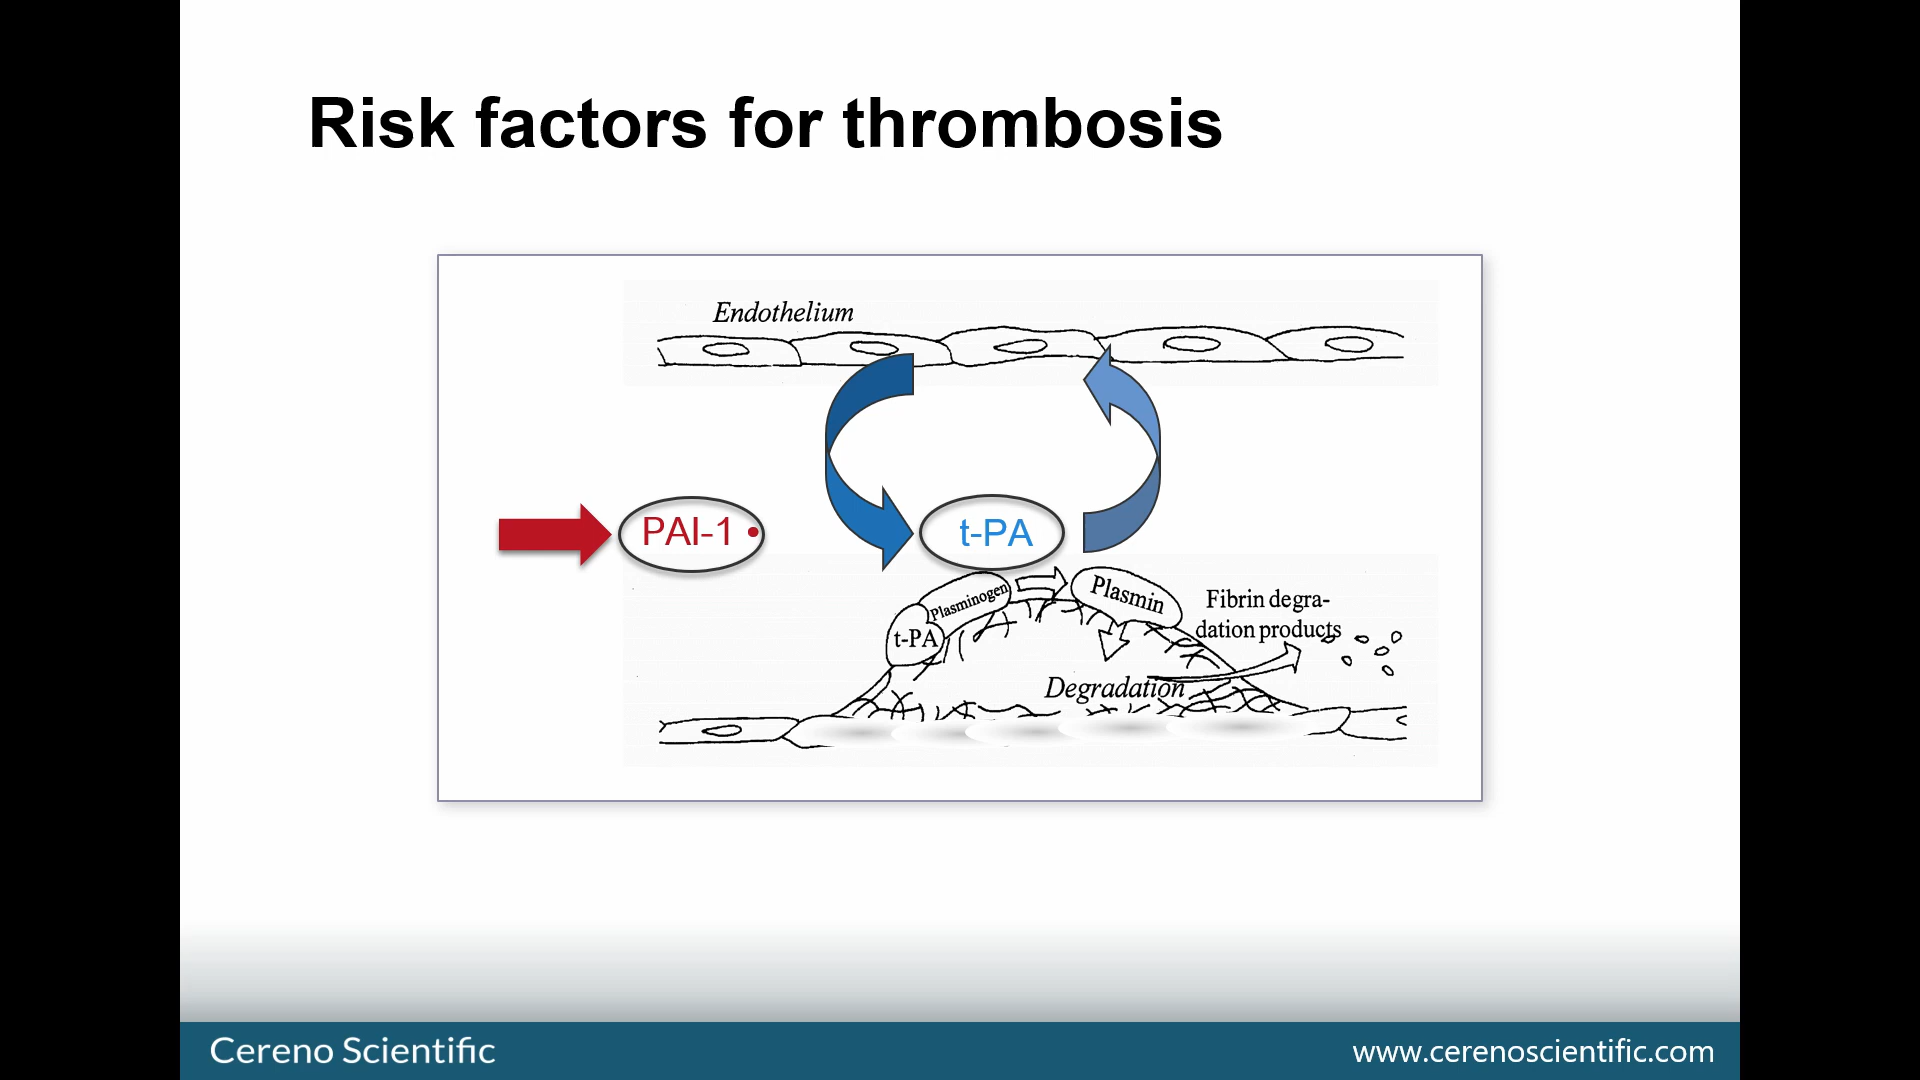 Risk factors for thrombosis
Endothelium
PAI-1 •
t-PA
Plasminogen
Plasmin
t-PA
Fibrin degra-
dation products
Degradation
Cereno Scientific
www.cerenoscientific.com